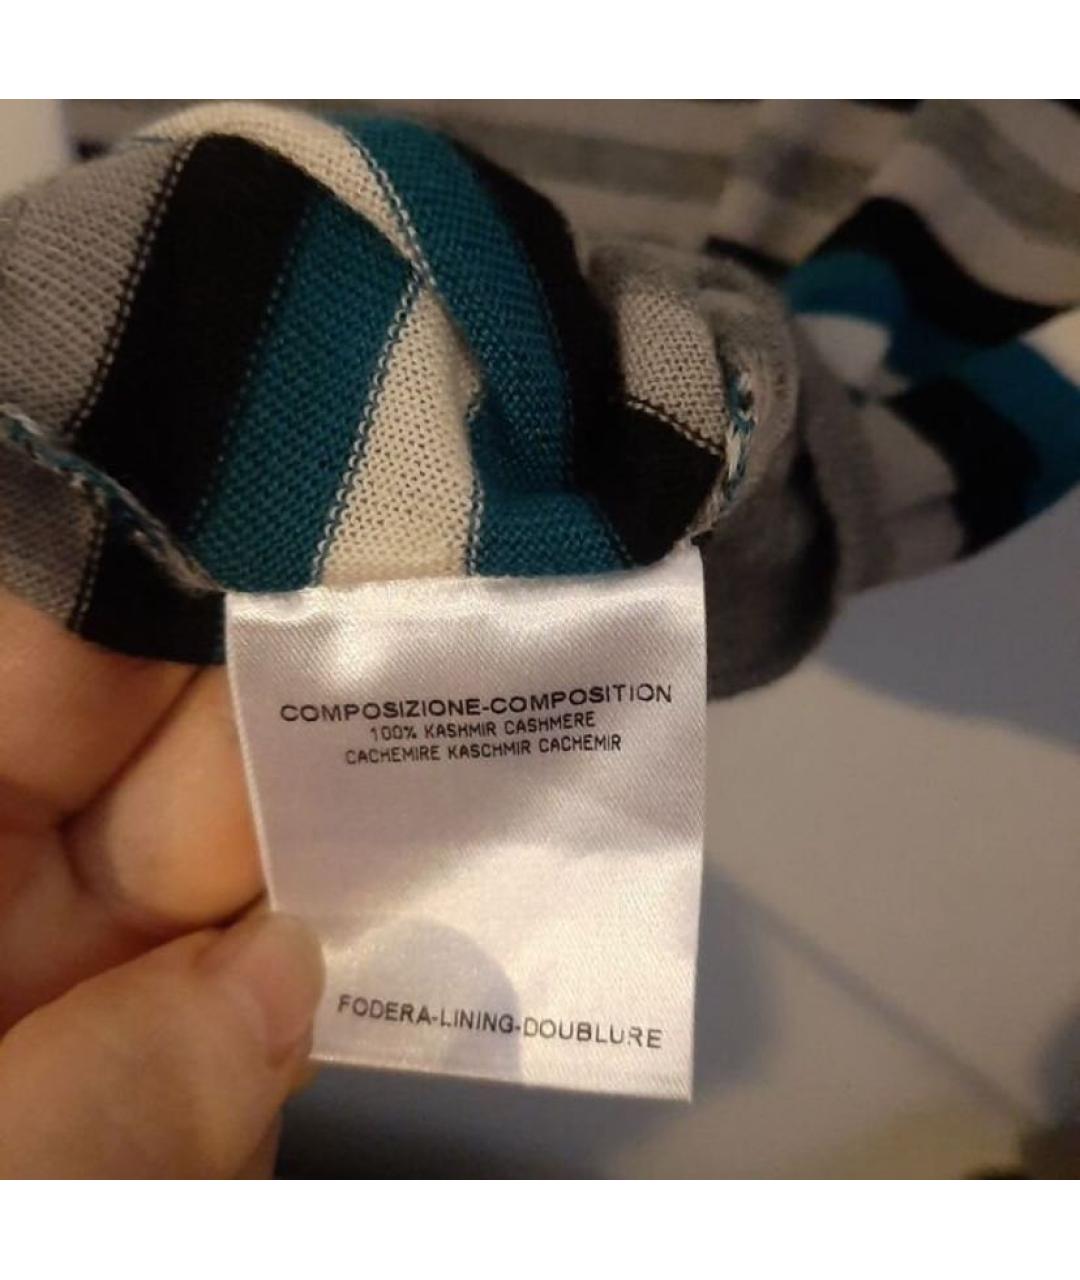 COMPOSIZIONE-COMPOSITION
100% KASHMIR CASHMERE
CACHEMIRE KASCHMIR CACHEMIR
FODERA-LINING-DOUBLURE